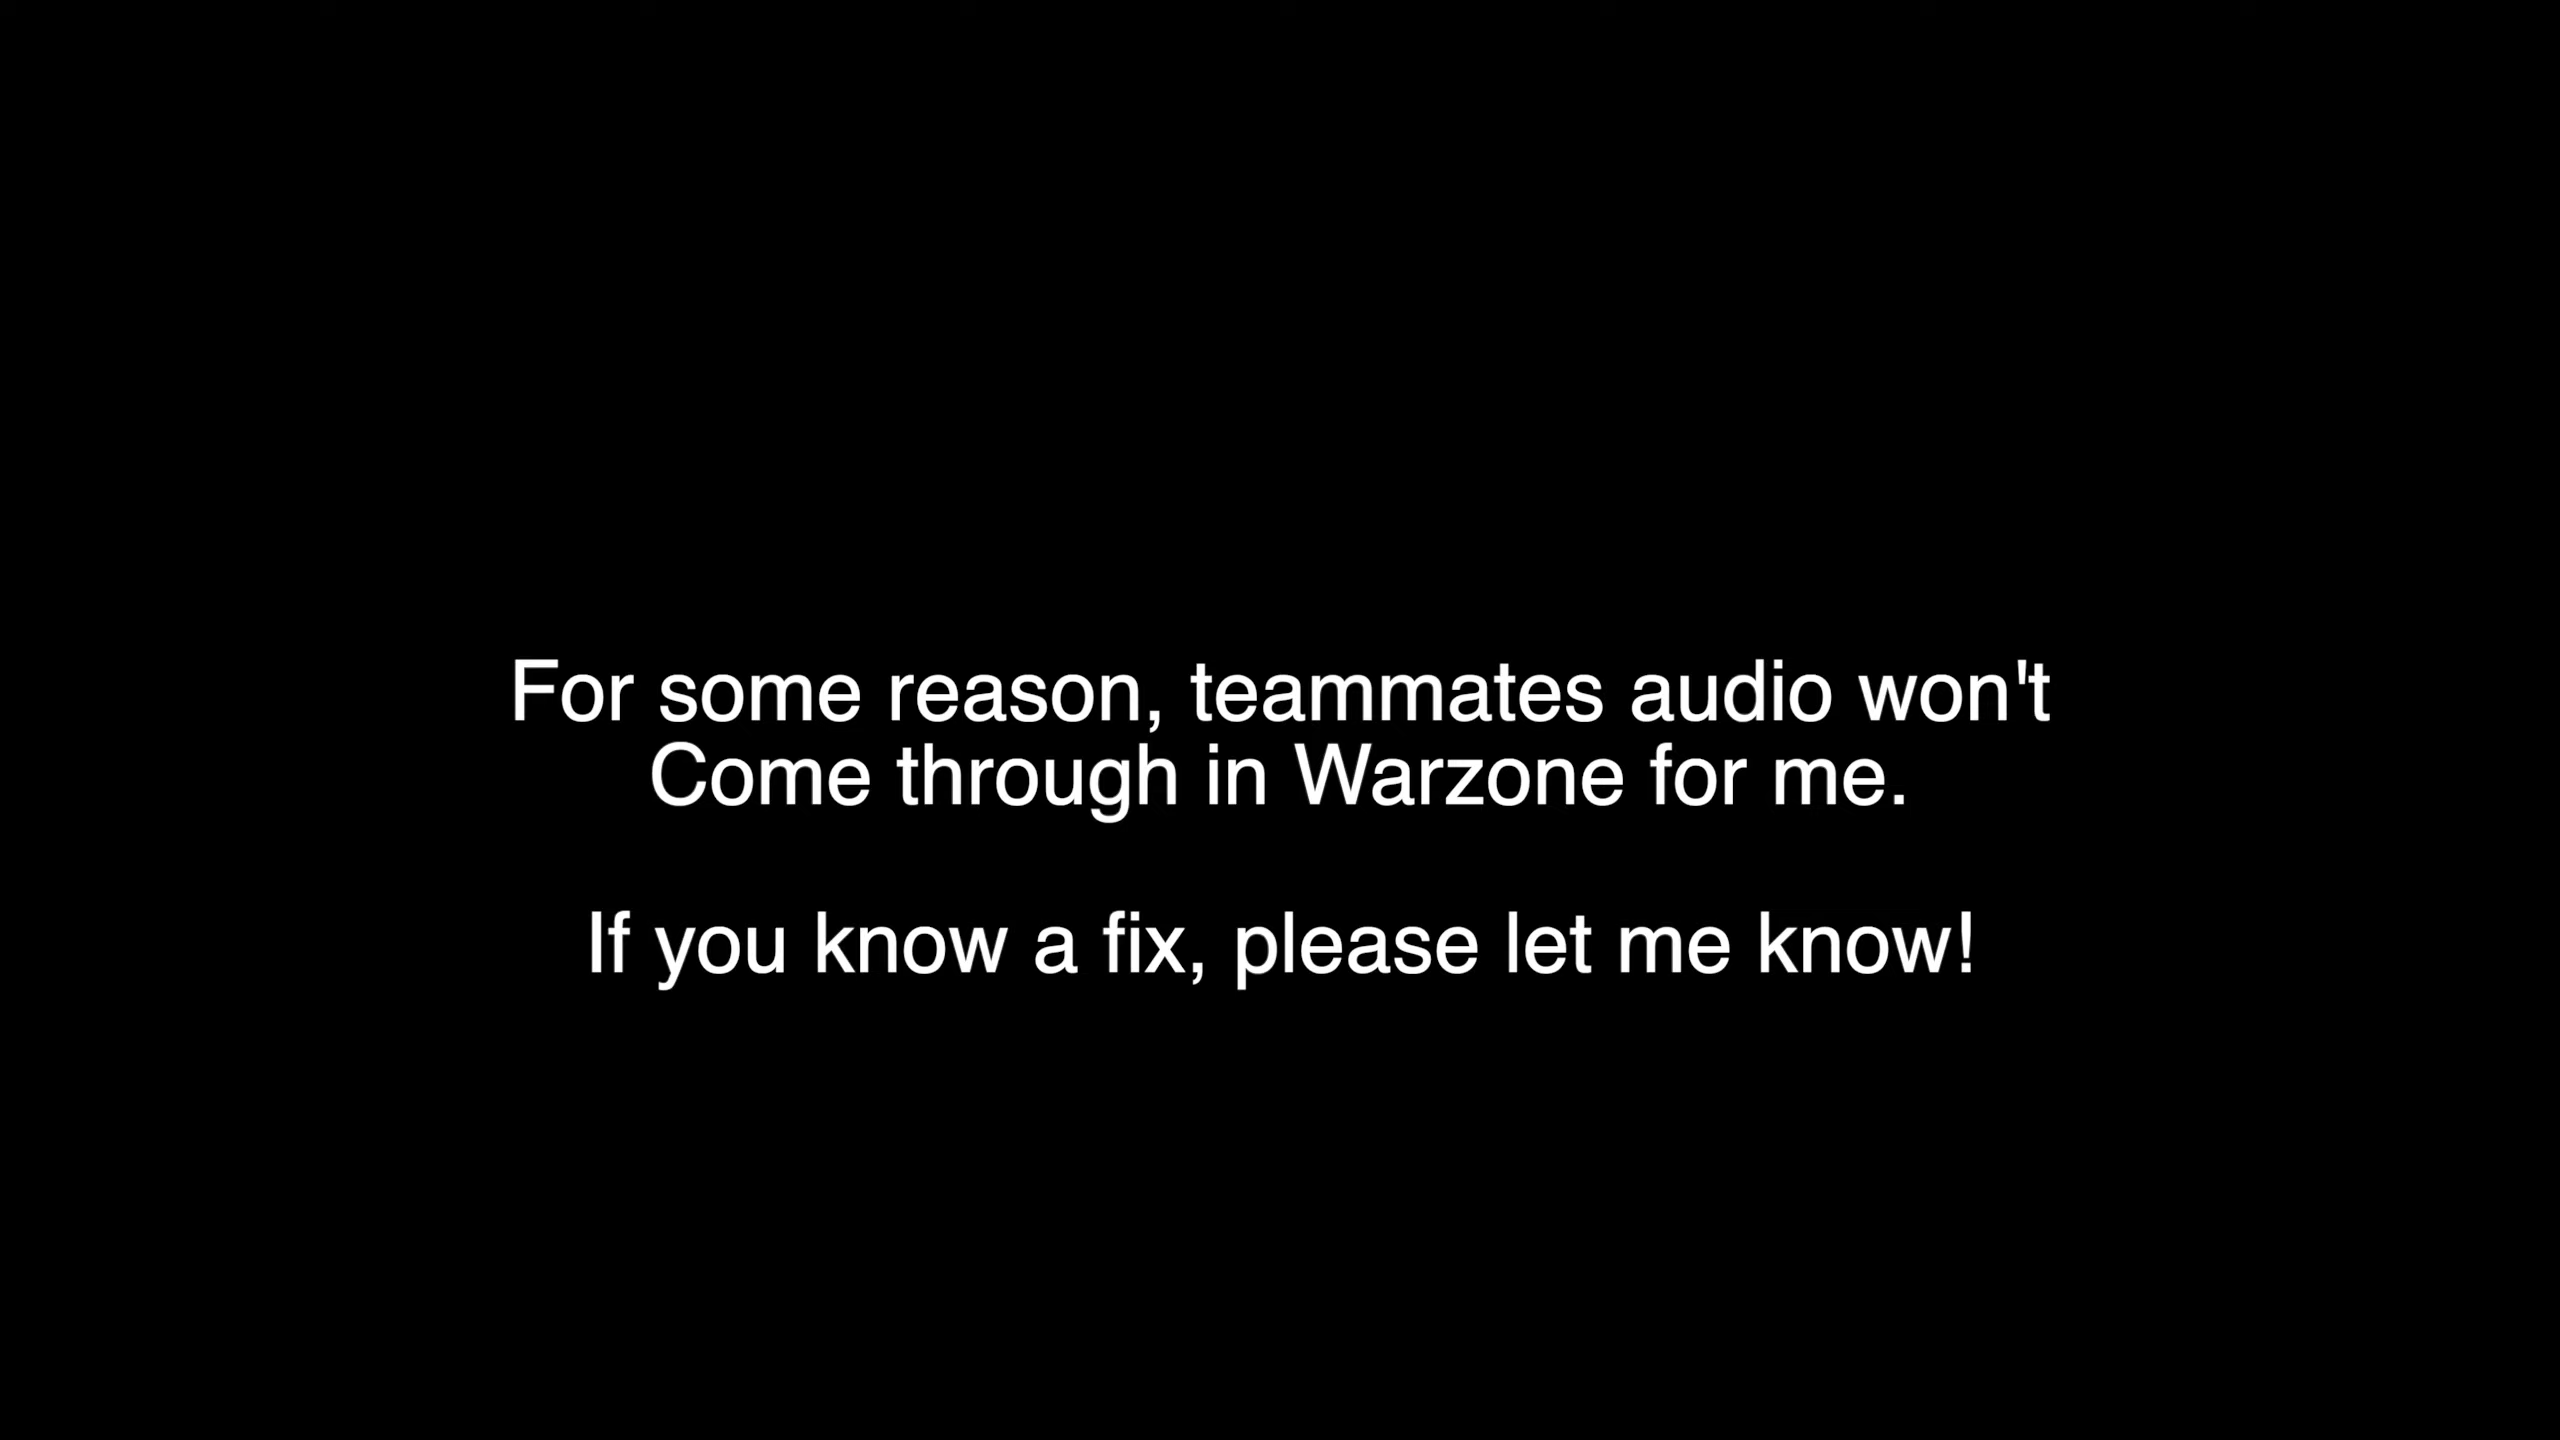 For some reason, teammates audio won't
Come through in Warzone for me.
If you know a fix, please let me know!